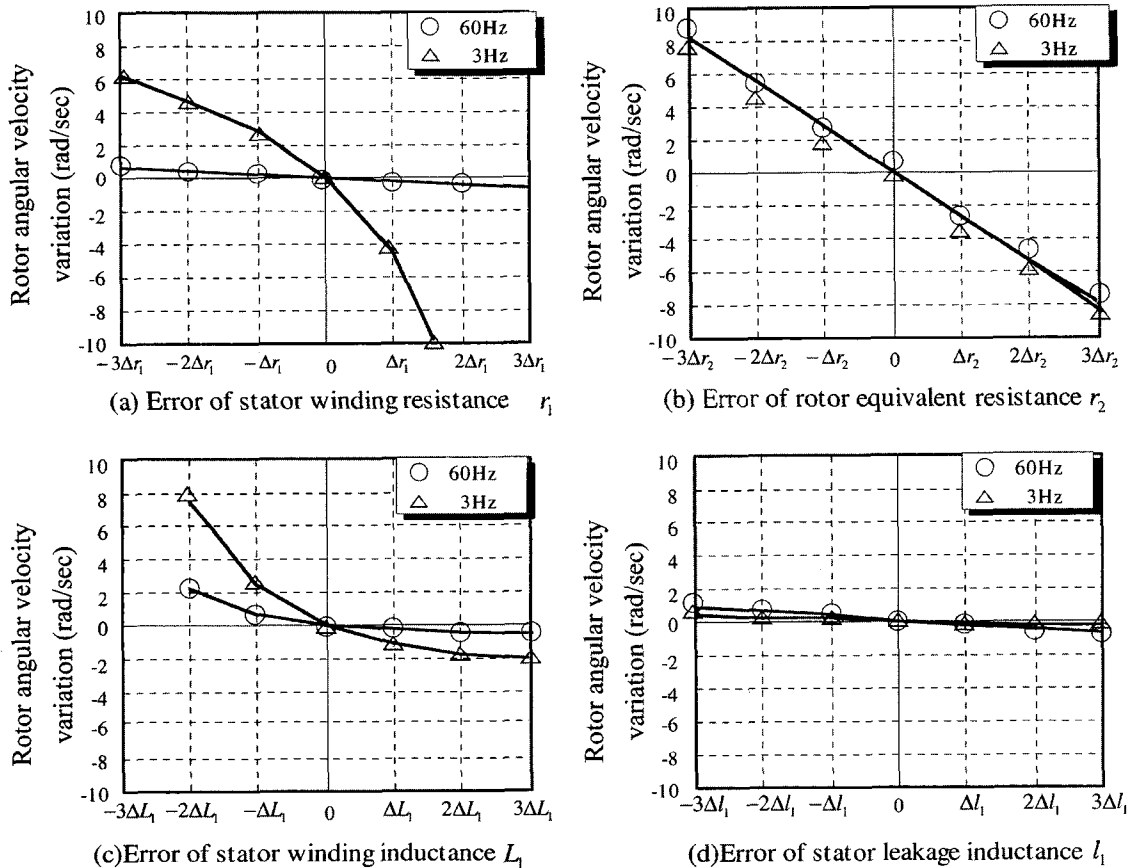 Rotor angular velocity
variation (rad/sec)
10
8
6
4
2
0
-2
-4
-6
-8
-10
60Hz
3Hz
−3Δr₁ −2Δr₁ −Δr₁ 0 Δr₁ 2Δr₁ 3Δr₁
(a) Error of stator winding resistance r₁
Rotor angular velocity
variation (rad/sec)
10
8
6
4
2
0
-2
-4
-6
-8
-10
60Hz
3Hz
−3Δr₂ −2Δr₂ −Δr₂ 0 Δr₂ 2Δr₂ 3Δr₂
(b) Error of rotor equivalent resistance r₂
Rotor angular velocity
variation (rad/sec)
10
8
6
4
2
0
-2
-4
-6
-8
-10
60Hz
3Hz
−3ΔL₁ −2ΔL₁ −ΔL₁ 0 ΔL₁ 2ΔL₁ 3ΔL₁
(c)Error of stator winding inductance L₁
Rotor angular velocity
variation (rad/sec)
10
8
6
4
2
0
-2
-4
-6
-8
-10
60Hz
3Hz
−3Δl₁ −2Δl₁ −Δl₁ 0 Δl₁ 2Δl₁ 3Δl₁
(d)Error of stator leakage inductance l₁